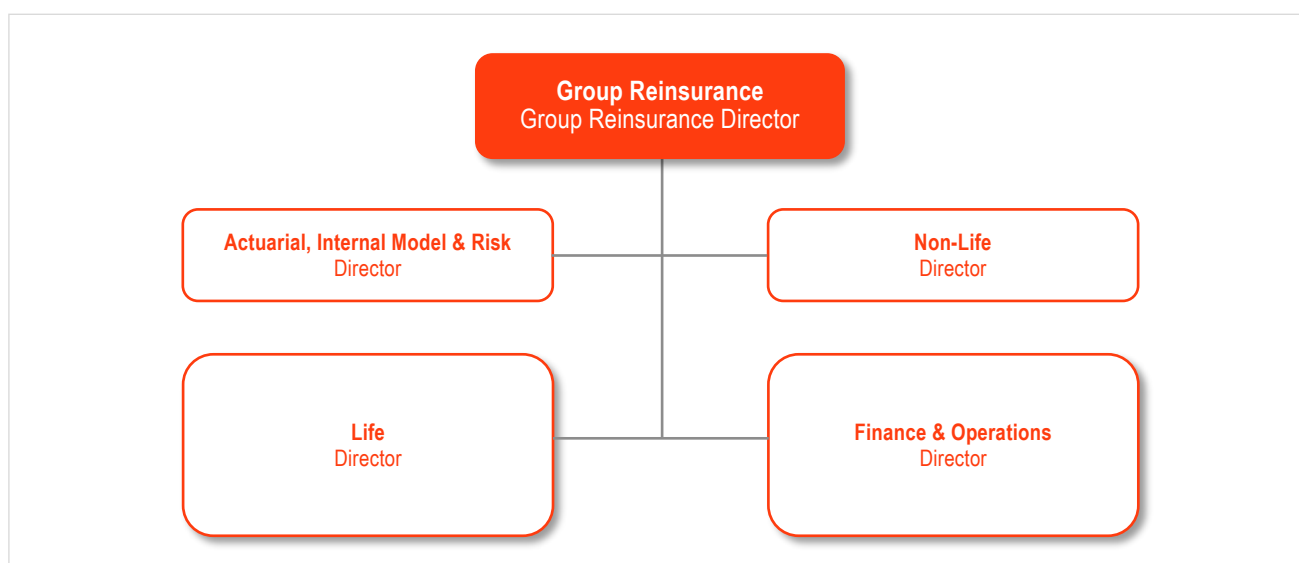 Group Reinsurance
Group Reinsurance Director
Actuarial, Internal Model & Risk
Director
Non-Life
Director
Life
Director
Finance & Operations
Director